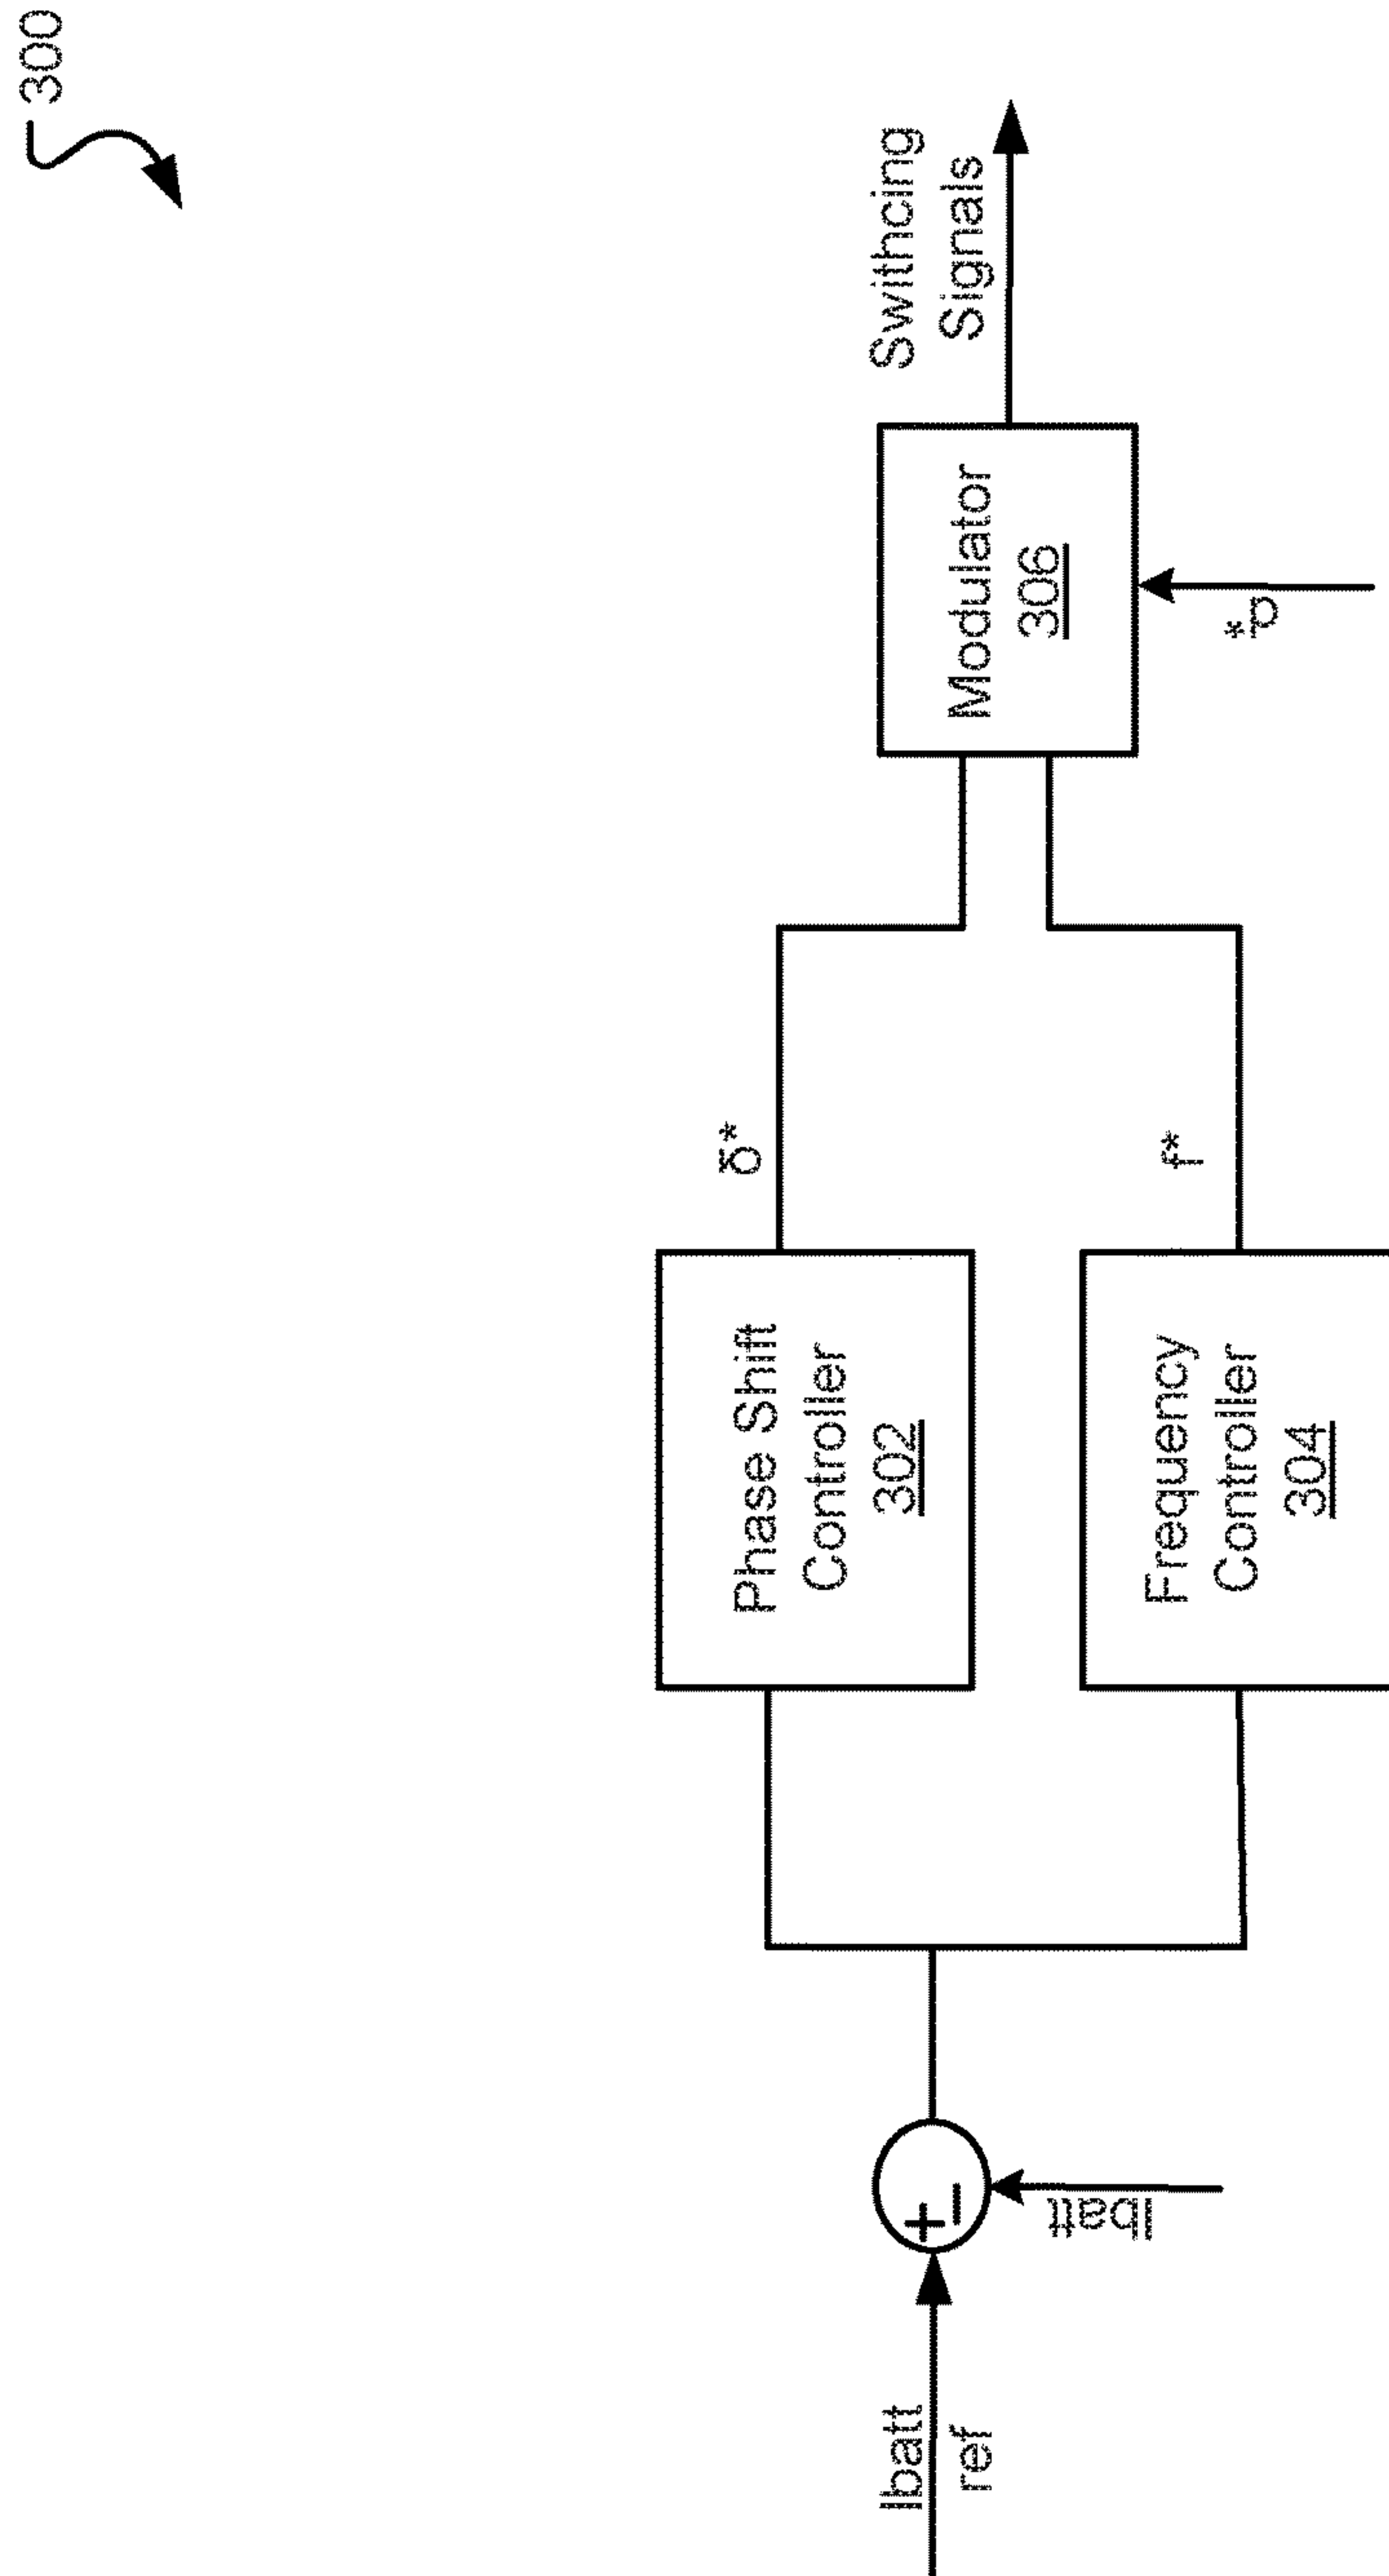 300
Ibatt
ref
+
−
Ibatt
Phase Shift
Controller
302
δ*
Frequency
Controller
304
f*
Modulator
306
d*
Swithcing
Signals